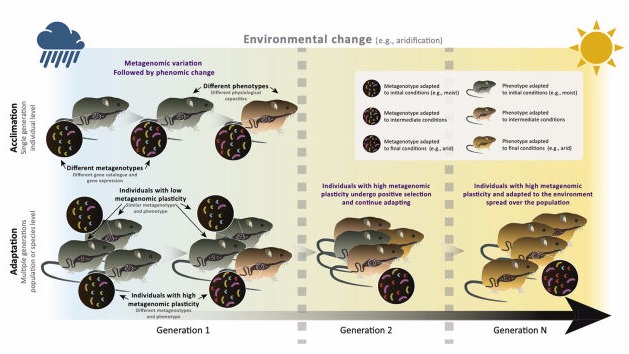 Environmental change (e.g., aridification)
Metagenomic variation
Followed by phenomic change
Different phenotypes
Different physiological
capacities
Metagenotype adapted
to initial conditions (e.g., moist)
Phenotype adapted
to initial conditions (e.g., moist)
Metagenotype adapted
to intermediate conditions
Phenotype adapted
to intermediate conditions
Metagenotype adapted
to final conditions (e.g., arid)
Phenotype adapted
to final conditions (e.g., arid)
Acclimation
Single generation
Individual level
Different metagenotypes
Different gene catalogue and
gene expression
Individuals with low
metagenomic plasticity
Similar metagenotypes
and phenotype
Individuals with high metagenomic
plasticity undergo positive selection
and continue adapting
Individuals with high metagenomic
plasticity and adapted to the environment
spread over the population
Adaptation
Multiple generations
population or species level
Individuals with high
metagenomic plasticity
Different metagenotypes
and phenotype
Generation 1
Generation 2
Generation N